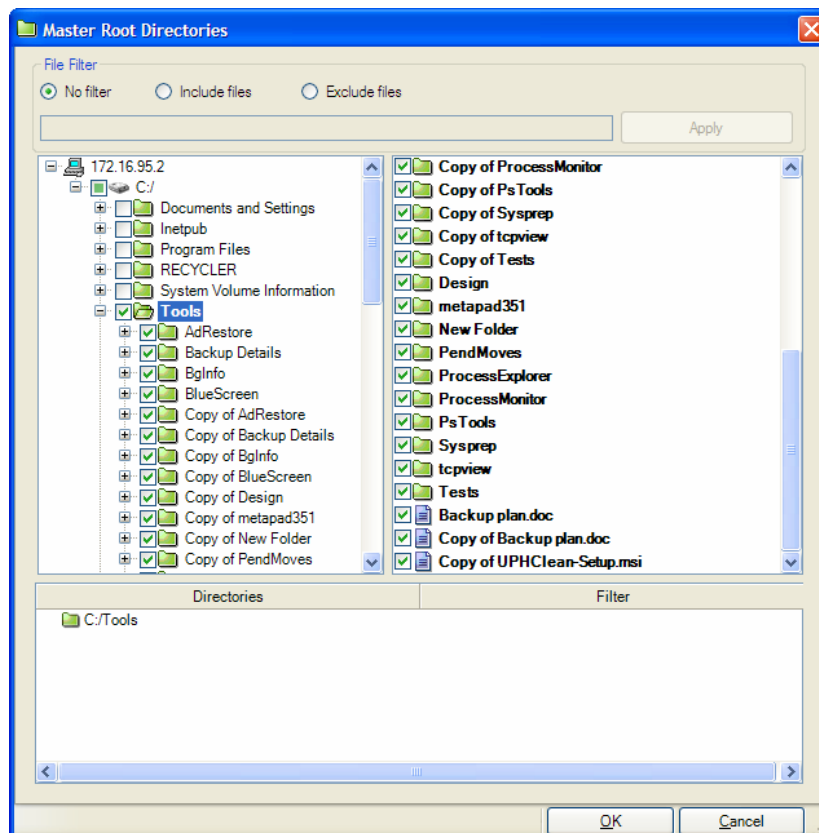 Master Root Directories
File Filter
No filter Include files Exclude files
Apply
172.16.95.2
C:/
Documents and Settings
Inetpub
Program Files
RECYCLER
System Volume Information
Tools
AdRestore
Backup Details
BgInfo
BlueScreen
Copy of AdRestore
Copy of Backup Details
Copy of BgInfo
Copy of BlueScreen
Copy of Design
Copy of metapad351
Copy of New Folder
Copy of PendMoves
Copy of ProcessMonitor
Copy of PsTools
Copy of Sysprep
Copy of tcpview
Copy of Tests
Design
metapad351
New Folder
PendMoves
ProcessExplorer
ProcessMonitor
PsTools
Sysprep
tcpview
Tests
Backup plan.doc
Copy of Backup plan.doc
Copy of UPHClean-Setup.msi
Directories Filter
C:/Tools
OK Cancel